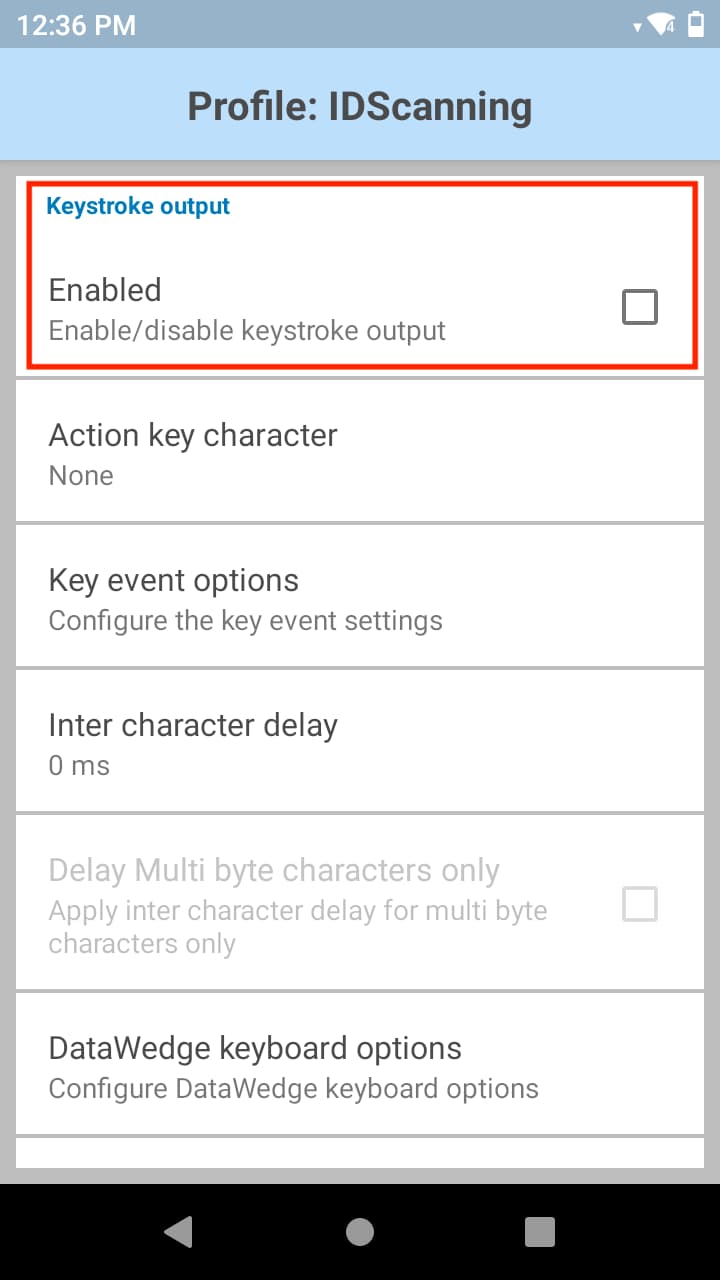 12:36 PM
4
Profile: IDScanning
Keystroke output
Enabled
Enable/disable keystroke output
Action key character
None
Key event options
Configure the key event settings
Inter character delay
0 ms
Delay Multi byte characters only
Apply inter character delay for multi byte
characters only
DataWedge keyboard options
Configure DataWedge keyboard options